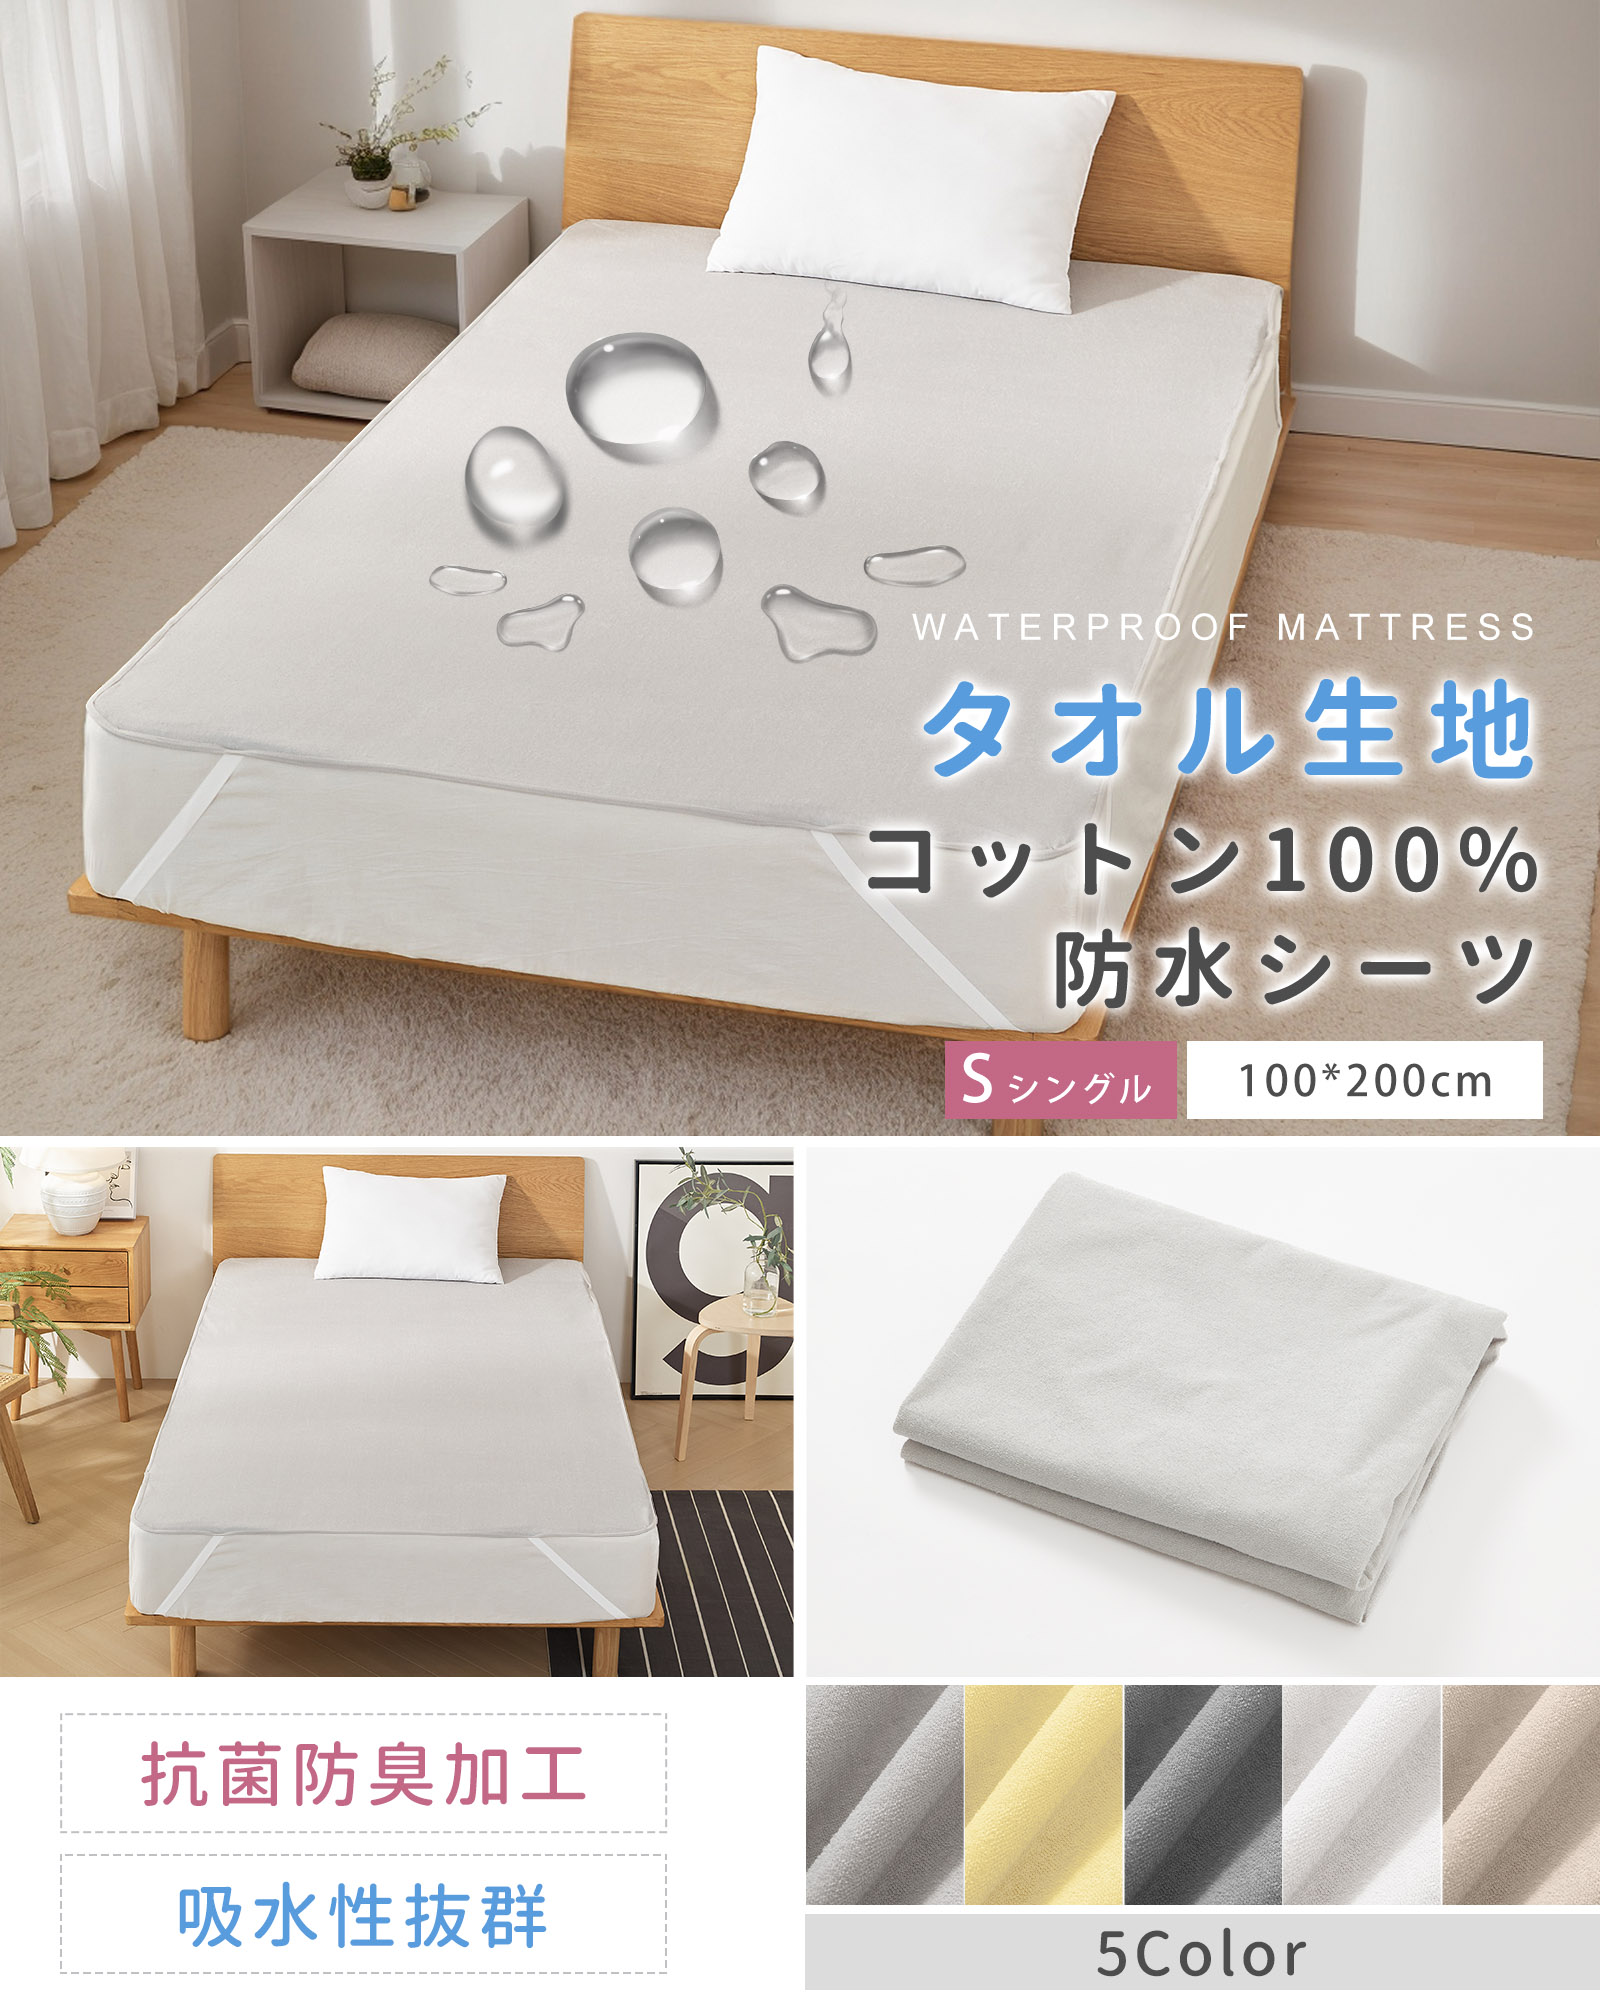 WATERPROOF MATTRESS
タオル生地
コットン100%
防水シーツ
S シングル
100*200cm
抗菌防臭加工
吸水性抜群
5Color